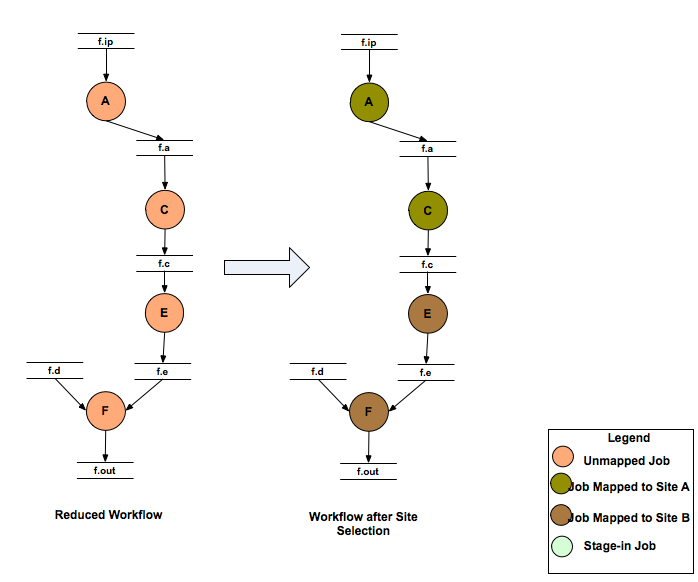 f.ip
A
f.a
C
f.c
E
f.d
f.e
F
f.out
Reduced Workflow
f.ip
A
f.a
C
f.c
E
f.d
f.e
F
f.out
Workflow after Site
Selection
Legend
Unmapped Job
Job Mapped to Site A
Job Mapped to Site B
Stage-in Job